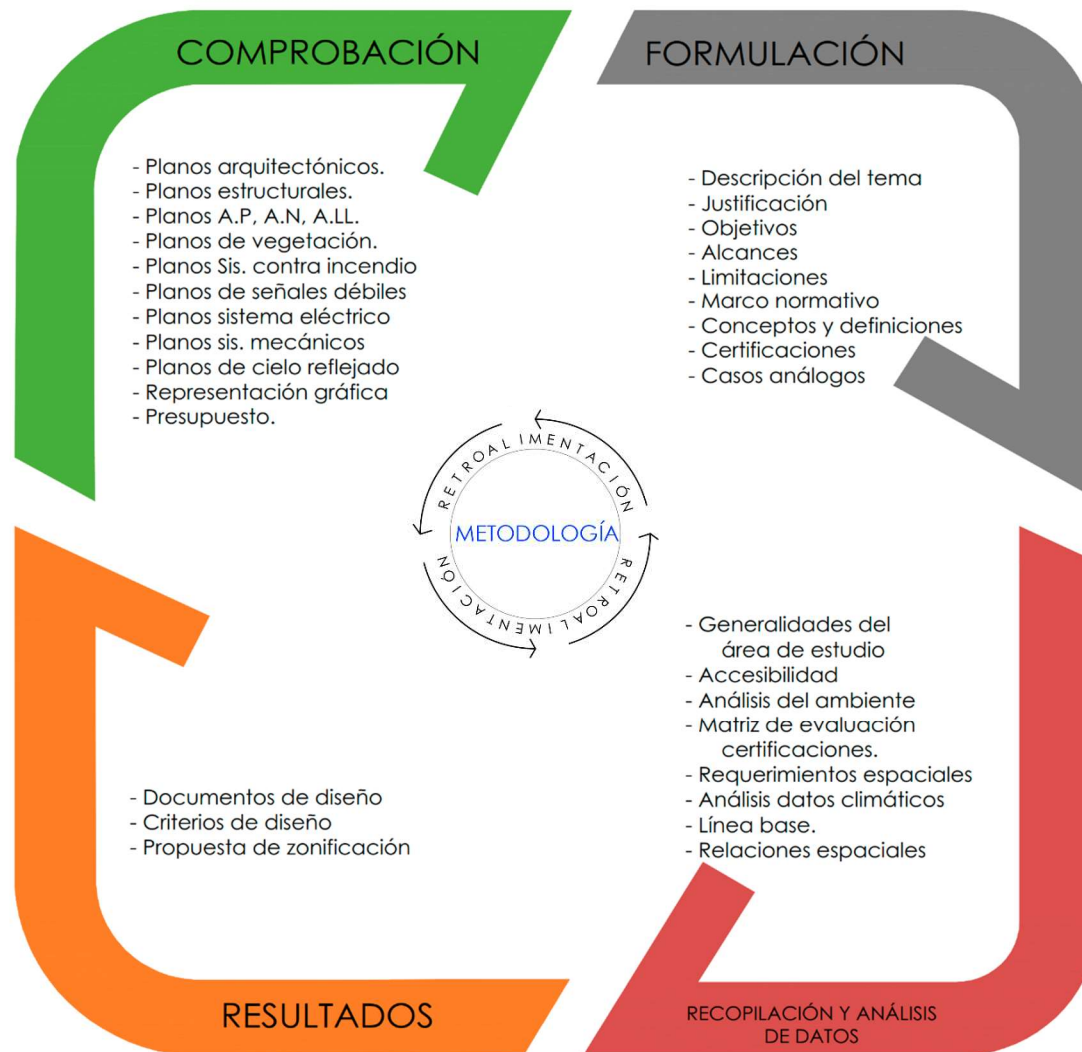 COMPROBACIÓN
- Planos arquitectónicos.
- Planos estructurales.
- Planos A.P, A.N, A.LL.
- Planos de vegetación.
- Planos Sis. contra incendio
- Planos de señales débiles
- Planos sistema eléctrico
- Planos sis. mecánicos
- Planos de cielo reflejado
- Representación gráfica
- Presupuesto.
FORMULACIÓN
- Descripción del tema
- Justificación
- Objetivos
- Alcances
- Limitaciones
- Marco normativo
- Conceptos y definiciones
- Certificaciones
- Casos análogos
RETROALIMENTACIÓN
METODOLOGÍA
RETROALIMENTACIÓN
- Documentos de diseño
- Criterios de diseño
- Propuesta de zonificación
RESULTADOS
- Generalidades del
área de estudio
- Accesibilidad
- Análisis del ambiente
- Matriz de evaluación
certificaciones.
- Requerimientos espaciales
- Análisis datos climáticos
- Línea base.
- Relaciones espaciales
RECOPILACIÓN Y ANÁLISIS
DE DATOS